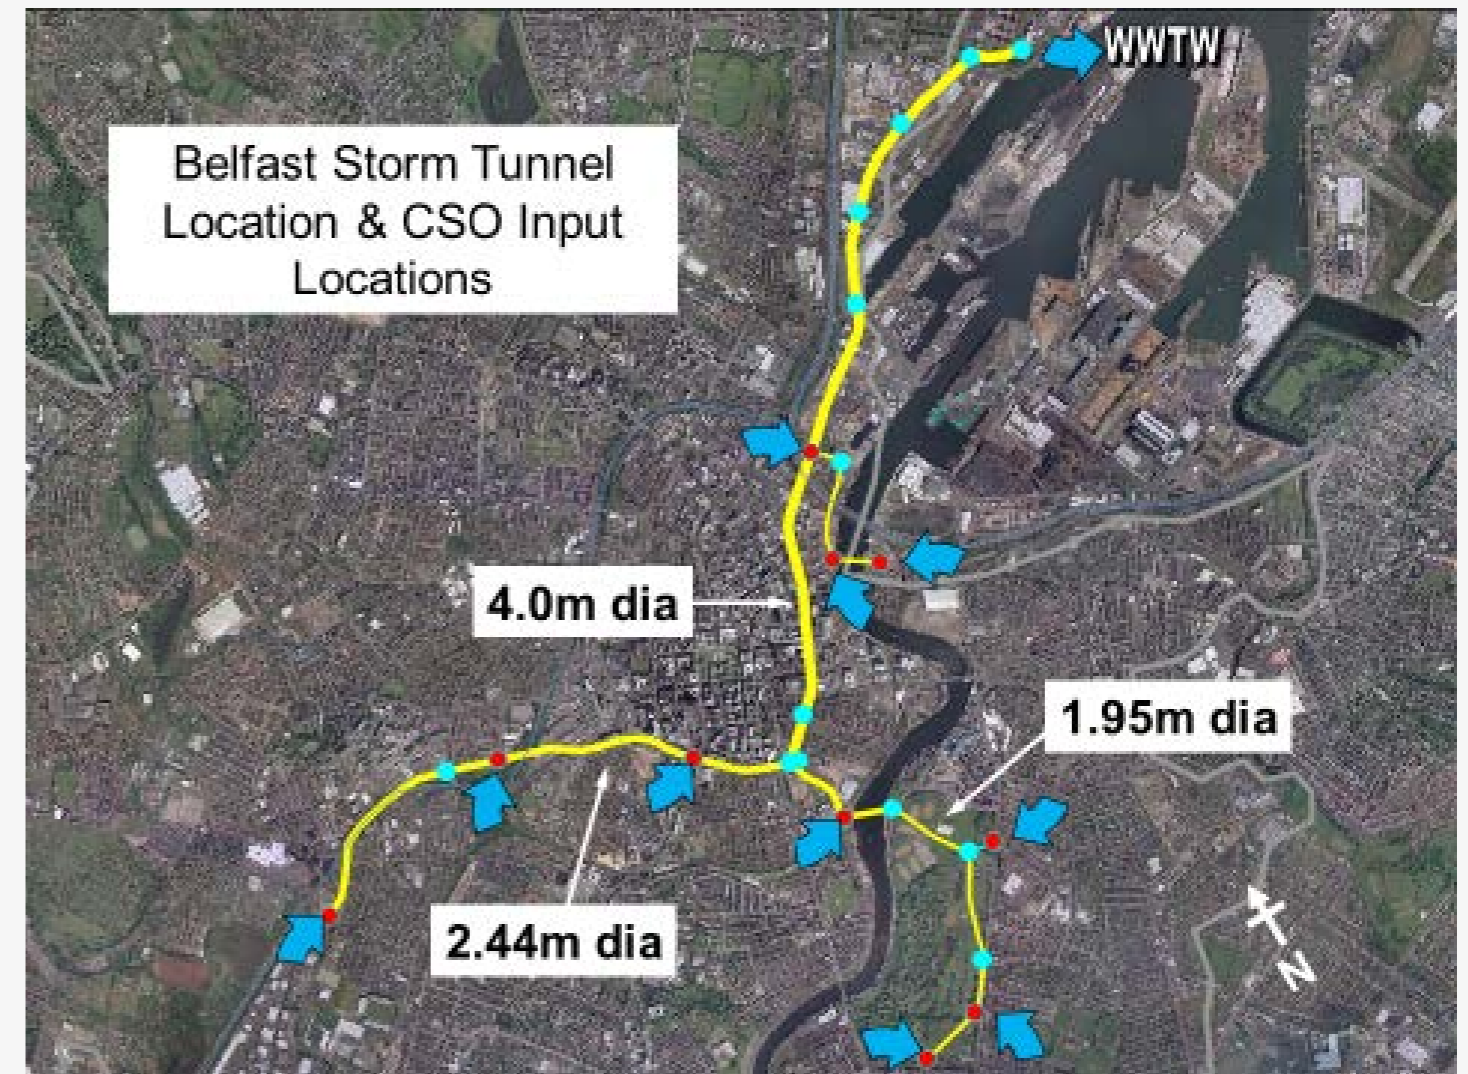 WWTW
Belfast Storm Tunnel
Location & CSO Input
Locations
4.0m dia
1.95m dia
2.44m dia
N